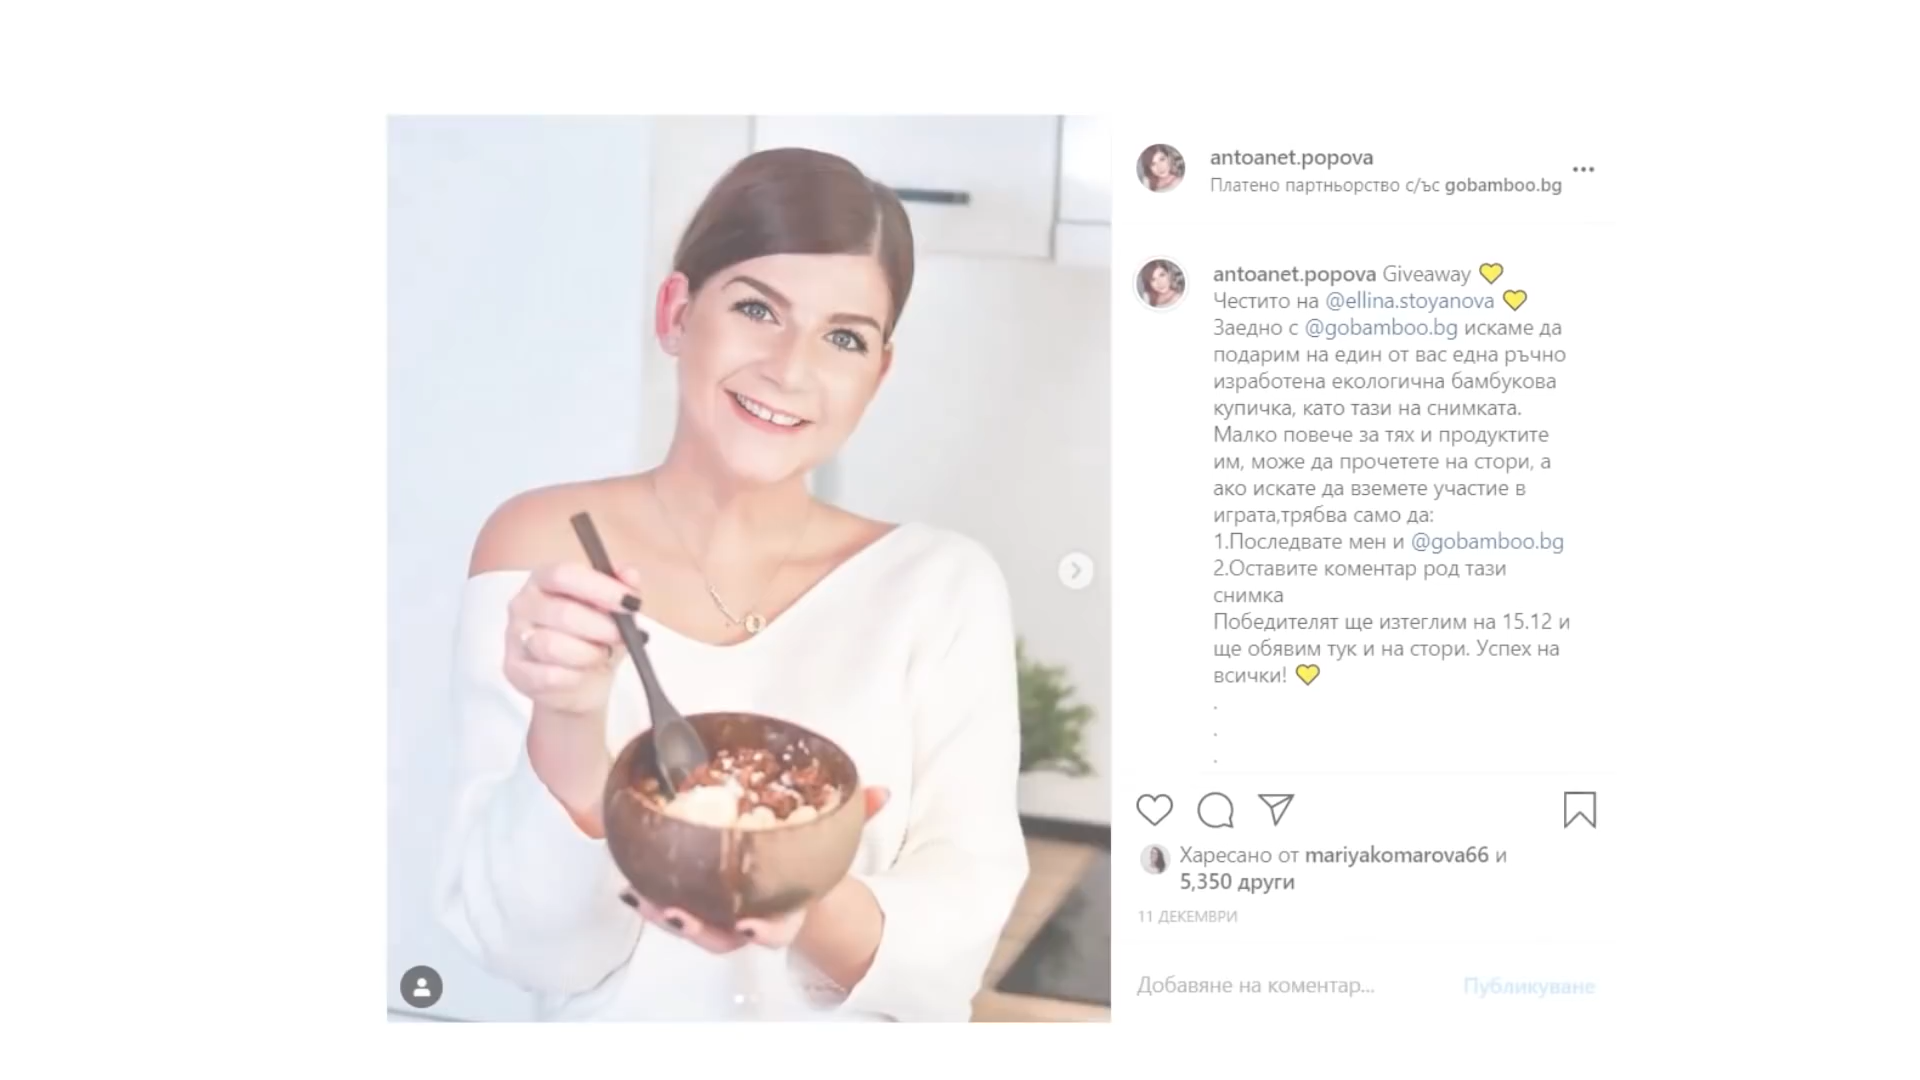 antoanet.popova
Платено партньорство с/ъс gobamboo.bg
antoanet.popova Giveaway 💛
Честито на @ellina.stoyanova 💛
Заедно с @gobamboo.bg искаме да
подарим на един от вас една ръчно
изработена екологична бамбукова
купичка, като тази на снимката.
Малко повече за тях и продуктите
им, може да прочетете на стори, а
ако искате да вземете участие в
играта,трябва само да:
1.Последвате мен и @gobamboo.bg
2.Оставите коментар род тази
снимка
Победителят ще изтеглим на 15.12 и
ще обявим тук и на стори. Успех на
всички! 💛
.
.
.
Харесано от mariyakomarova66 и
5,350 други
11 ДЕКЕМВРИ
Добавяне на коментар... Публикуване